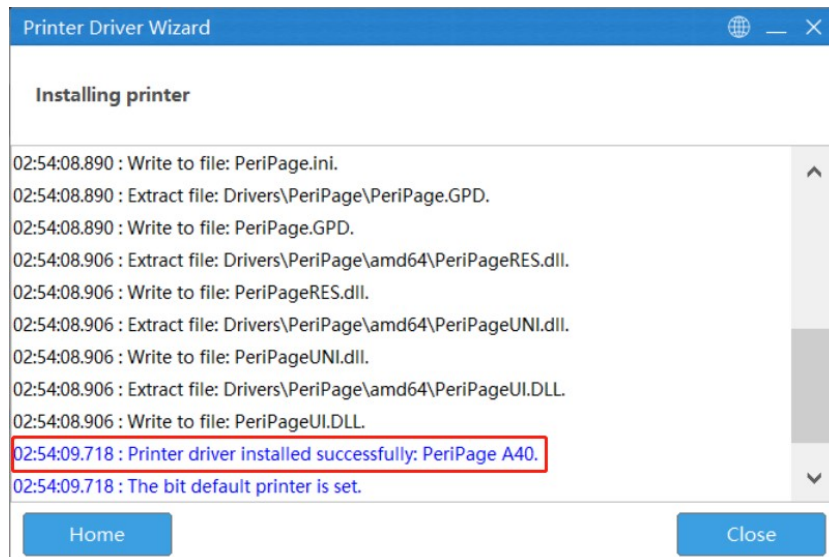 Printer Driver Wizard
Installing printer
02:54:08.890 : Write to file: PeriPage.ini.
02:54:08.890 : Extract file: Drivers\PeriPage\PeriPage.GPD.
02:54:08.890 : Write to file: PeriPage.GPD.
02:54:08.906 : Extract file: Drivers\PeriPage\amd64\PeriPageRES.dll.
02:54:08.906 : Write to file: PeriPageRES.dll.
02:54:08.906 : Extract file: Drivers\PeriPage\amd64\PeriPageUNI.dll.
02:54:08.906 : Write to file: PeriPageUNI.dll.
02:54:08.906 : Extract file: Drivers\PeriPage\amd64\PeriPageUI.DLL.
02:54:08.906 : Write to file: PeriPageUI.DLL.
02:54:09.718 : Printer driver installed successfully: PeriPage A40.
02:54:09.718 : The bit default printer is set.
Home
Close